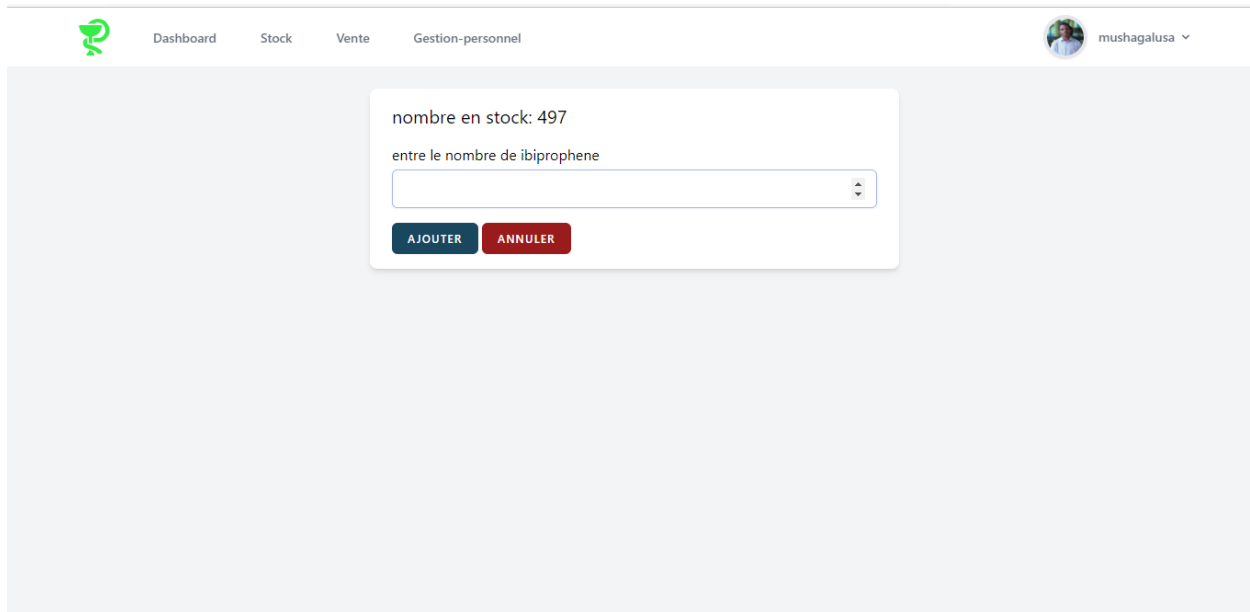 Dashboard Stock Vente Gestion-personnel mushagalusa
nombre en stock: 497
entre le nombre de ibiprophene
AJOUTER ANNULER